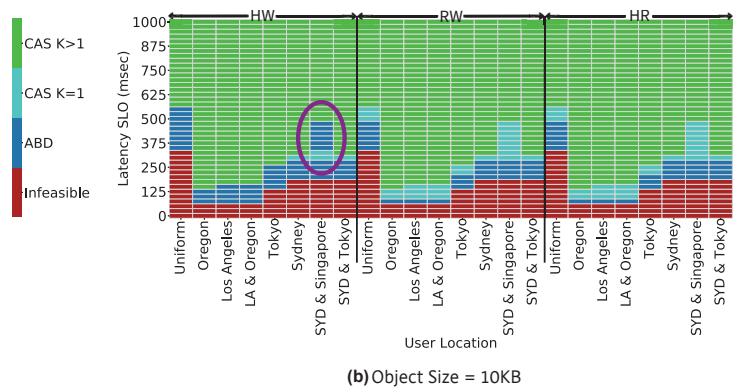 HW
RW
HR
CAS K>1
CAS K=1
ABD
Infeasible
Latency SLO (msec)
1000
875
750
625
500
375
250
125
0
Uniform
Oregon
Los Angeles
LA & Oregon
Tokyo
Sydney
SYD & Singapore
SYD & Tokyo
Uniform
Oregon
Los Angeles
LA & Oregon
Tokyo
Sydney
SYD & Singapore
SYD & Tokyo
Uniform
Oregon
Los Angeles
LA & Oregon
Tokyo
Sydney
SYD & Singapore
SYD & Tokyo
User Location
(b) Object Size = 10KB